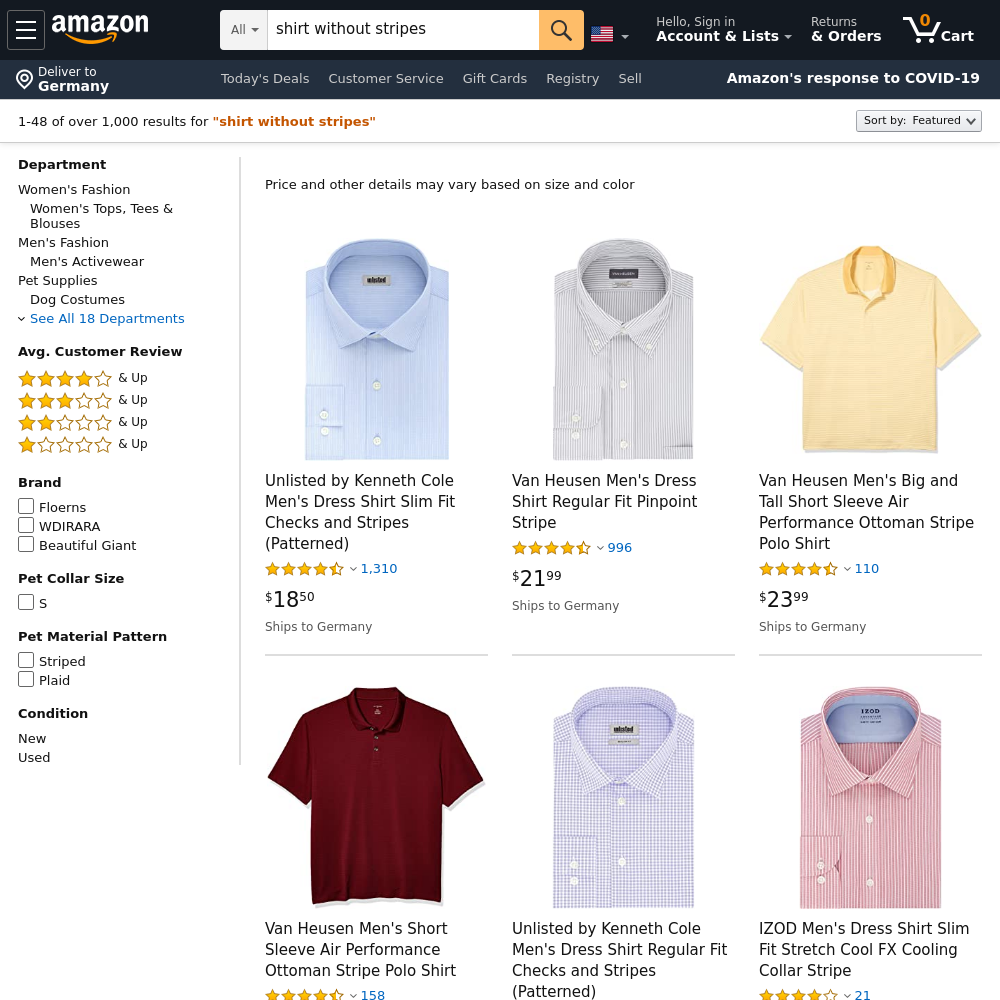 amazon
All
shirt without stripes
Hello, Sign in
Account & Lists
Returns
& Orders
0
Cart
Deliver to
Germany
Today's Deals
Customer Service
Gift Cards
Registry
Sell
Amazon's response to COVID-19
1-48 of over 1,000 results for "shirt without stripes"
Sort by: Featured
Department
Women's Fashion
Women's Tops, Tees &
Blouses
Men's Fashion
Men's Activewear
Pet Supplies
Dog Costumes
See All 18 Departments
Avg. Customer Review
& Up
& Up
& Up
& Up
Brand
Floerns
WDIRARA
Beautiful Giant
Pet Collar Size
S
Pet Material Pattern
Striped
Plaid
Condition
New
Used
Price and other details may vary based on size and color
unlisted
Unlisted by Kenneth Cole
Men's Dress Shirt Slim Fit
Checks and Stripes
(Patterned)
1,310
$1850
Ships to Germany
VAN HEUSEN
Van Heusen Men's Dress
Shirt Regular Fit Pinpoint
Stripe
996
$2199
Ships to Germany
Van Heusen Men's Big and
Tall Short Sleeve Air
Performance Ottoman Stripe
Polo Shirt
110
$2399
Ships to Germany
Van Heusen Men's Short
Sleeve Air Performance
Ottoman Stripe Polo Shirt
158
unlisted
Unlisted by Kenneth Cole
Men's Dress Shirt Regular Fit
Checks and Stripes
(Patterned)
IZOD
IZOD Men's Dress Shirt Slim
Fit Stretch Cool FX Cooling
Collar Stripe
21